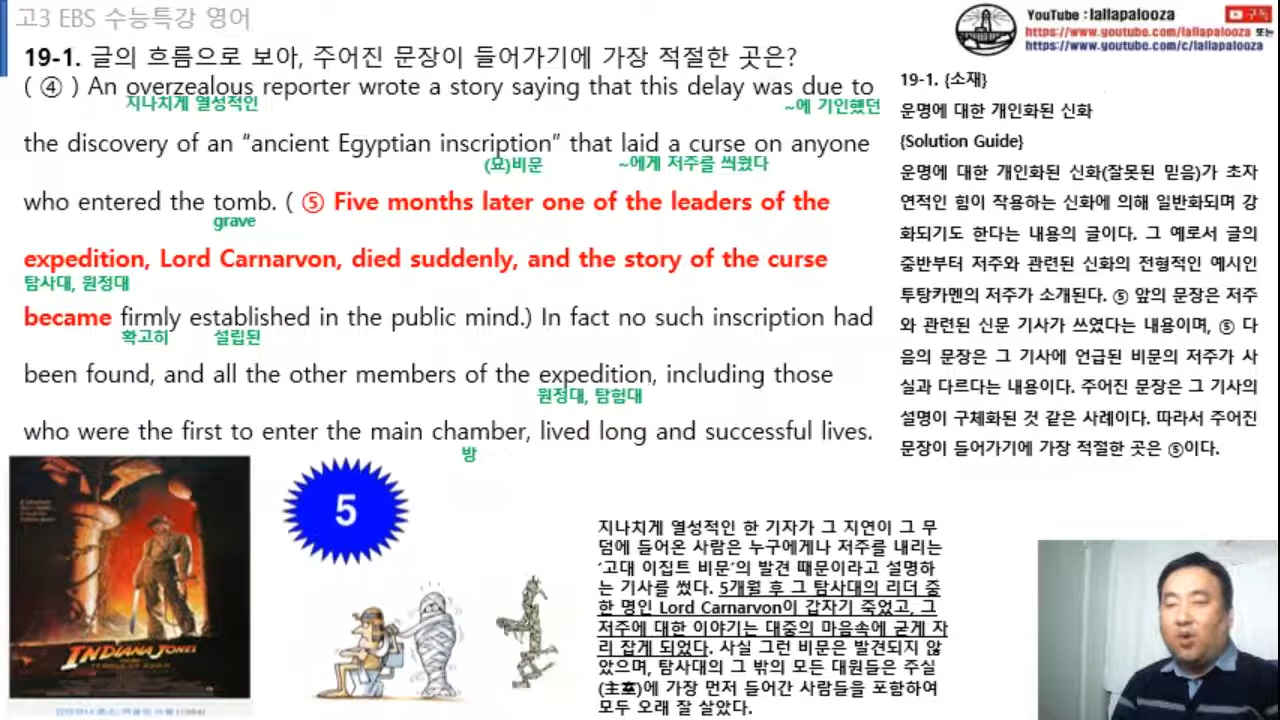 고3 EBS 수능특강 영어
YouTube : lallapalooza
구독
https://www.youtube.com/lallapalooza 또는
https://www.youtube.com/c/lallapalooza
19-1. 글의 흐름으로 보아, 주어진 문장이 들어가기에 가장 적절한 곳은?
( ④ ) An overzealous reporter wrote a story saying that this delay was due to
지나치게 열성적인
~에 기인했던
the discovery of an “ancient Egyptian inscription” that laid a curse on anyone
(묘)비문
~에게 저주를 씌웠다
who entered the tomb. ( ⑤ Five months later one of the leaders of the
grave
expedition, Lord Carnarvon, died suddenly, and the story of the curse
탐사대, 원정대
became firmly established in the public mind.) In fact no such inscription had
확고히
설립된
been found, and all the other members of the expedition, including those
원정대, 탐험대
who were the first to enter the main chamber, lived long and successful lives.
방
19-1. {소재}
운명에 대한 개인화된 신화
{Solution Guide}
운명에 대한 개인화된 신화(잘못된 믿음)가 초자
연적인 힘이 작용하는 신화에 의해 일반화되며 강
화되기도 한다는 내용의 글이다. 그 예로서 글의
중반부터 저주와 관련된 신화의 전형적인 예시인
투탕카멘의 저주가 소개된다. ⑤ 앞의 문장은 저주
와 관련된 신문 기사가 쓰였다는 내용이며, ⑤ 다
음의 문장은 그 기사에 언급된 비문의 저주가 사
실과 다르다는 내용이다. 주어진 문장은 그 기사의
설명이 구체화된 것 같은 사례이다. 따라서 주어진
문장이 들어가기에 가장 적절한 곳은 ⑤이다.
INDIANA JONES
5
지나치게 열성적인 한 기자가 그 지연이 그 무
덤에 들어온 사람은 누구에게나 저주를 내리는
‘고대 이집트 비문’의 발견 때문이라고 설명하
는 기사를 썼다. 5개월 후 그 탐사대의 리더 중
한 명인 Lord Carnarvon이 갑자기 죽었고, 그
저주에 대한 이야기는 대중의 마음속에 굳게 자
리 잡게 되었다. 사실 그런 비문은 발견되지 않
았으며, 탐사대의 그 밖의 모든 대원들은 주실
(主室)에 가장 먼저 들어간 사람들을 포함하여
모두 오래 잘 살았다.